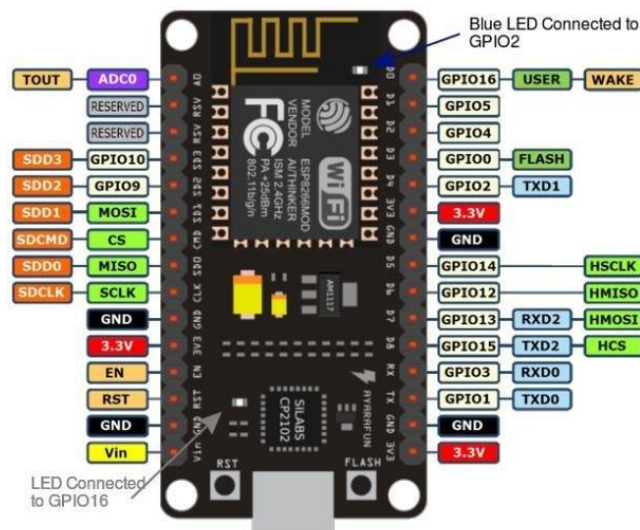 Blue LED Connected to
GPIO2
TOUT ADC0 A0 D0 GPIO16 USER WAKE
RESERVED RSV D1 GPIO5
RESERVED RSV D2 GPIO4
SDD3 GPIO10 SD3 D3 GPIO0 FLASH
SDD2 GPIO9 SD2 D4 GPIO2 TXD1
SDD1 MOSI SD1 3V3 3.3V
SDCMD CS CMD GND GND
SDD0 MISO SDO D5 GPIO14 HSCLK
SDCLK SCLK CLK D6 GPIO12 HMISO
GND GND D7 GPIO13 RXD2 HMOSI
3.3V 3V3 D8 GPIO15 TXD2 HCS
EN EN RX GPIO3 RXD0
RST RST TX GPIO1 TXD0
GND GND GND GND
Vin Vin 3V3 3.3V
MODEL
VENDOR
ESP8266MOD
AI/THINKER
ISM 2.4GHz
PA +25dBm
802.11b/g/n
FC
Wi Fi
AM1117
SILABS
CP2102
AYARAFUN
RST
FLASH
LED Connected
to GPIO16